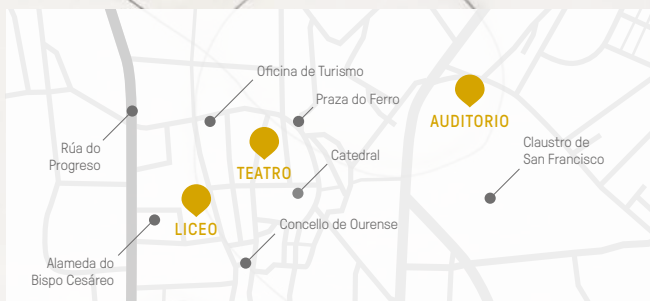 Oficina de Turismo
Praza do Ferro
AUDITORIO
Rúa do
Progreso
Claustro de
San Francisco
Catedral
TEATRO
LICEO
Concello de Ourense
Alameda do
Bispo Cesáreo